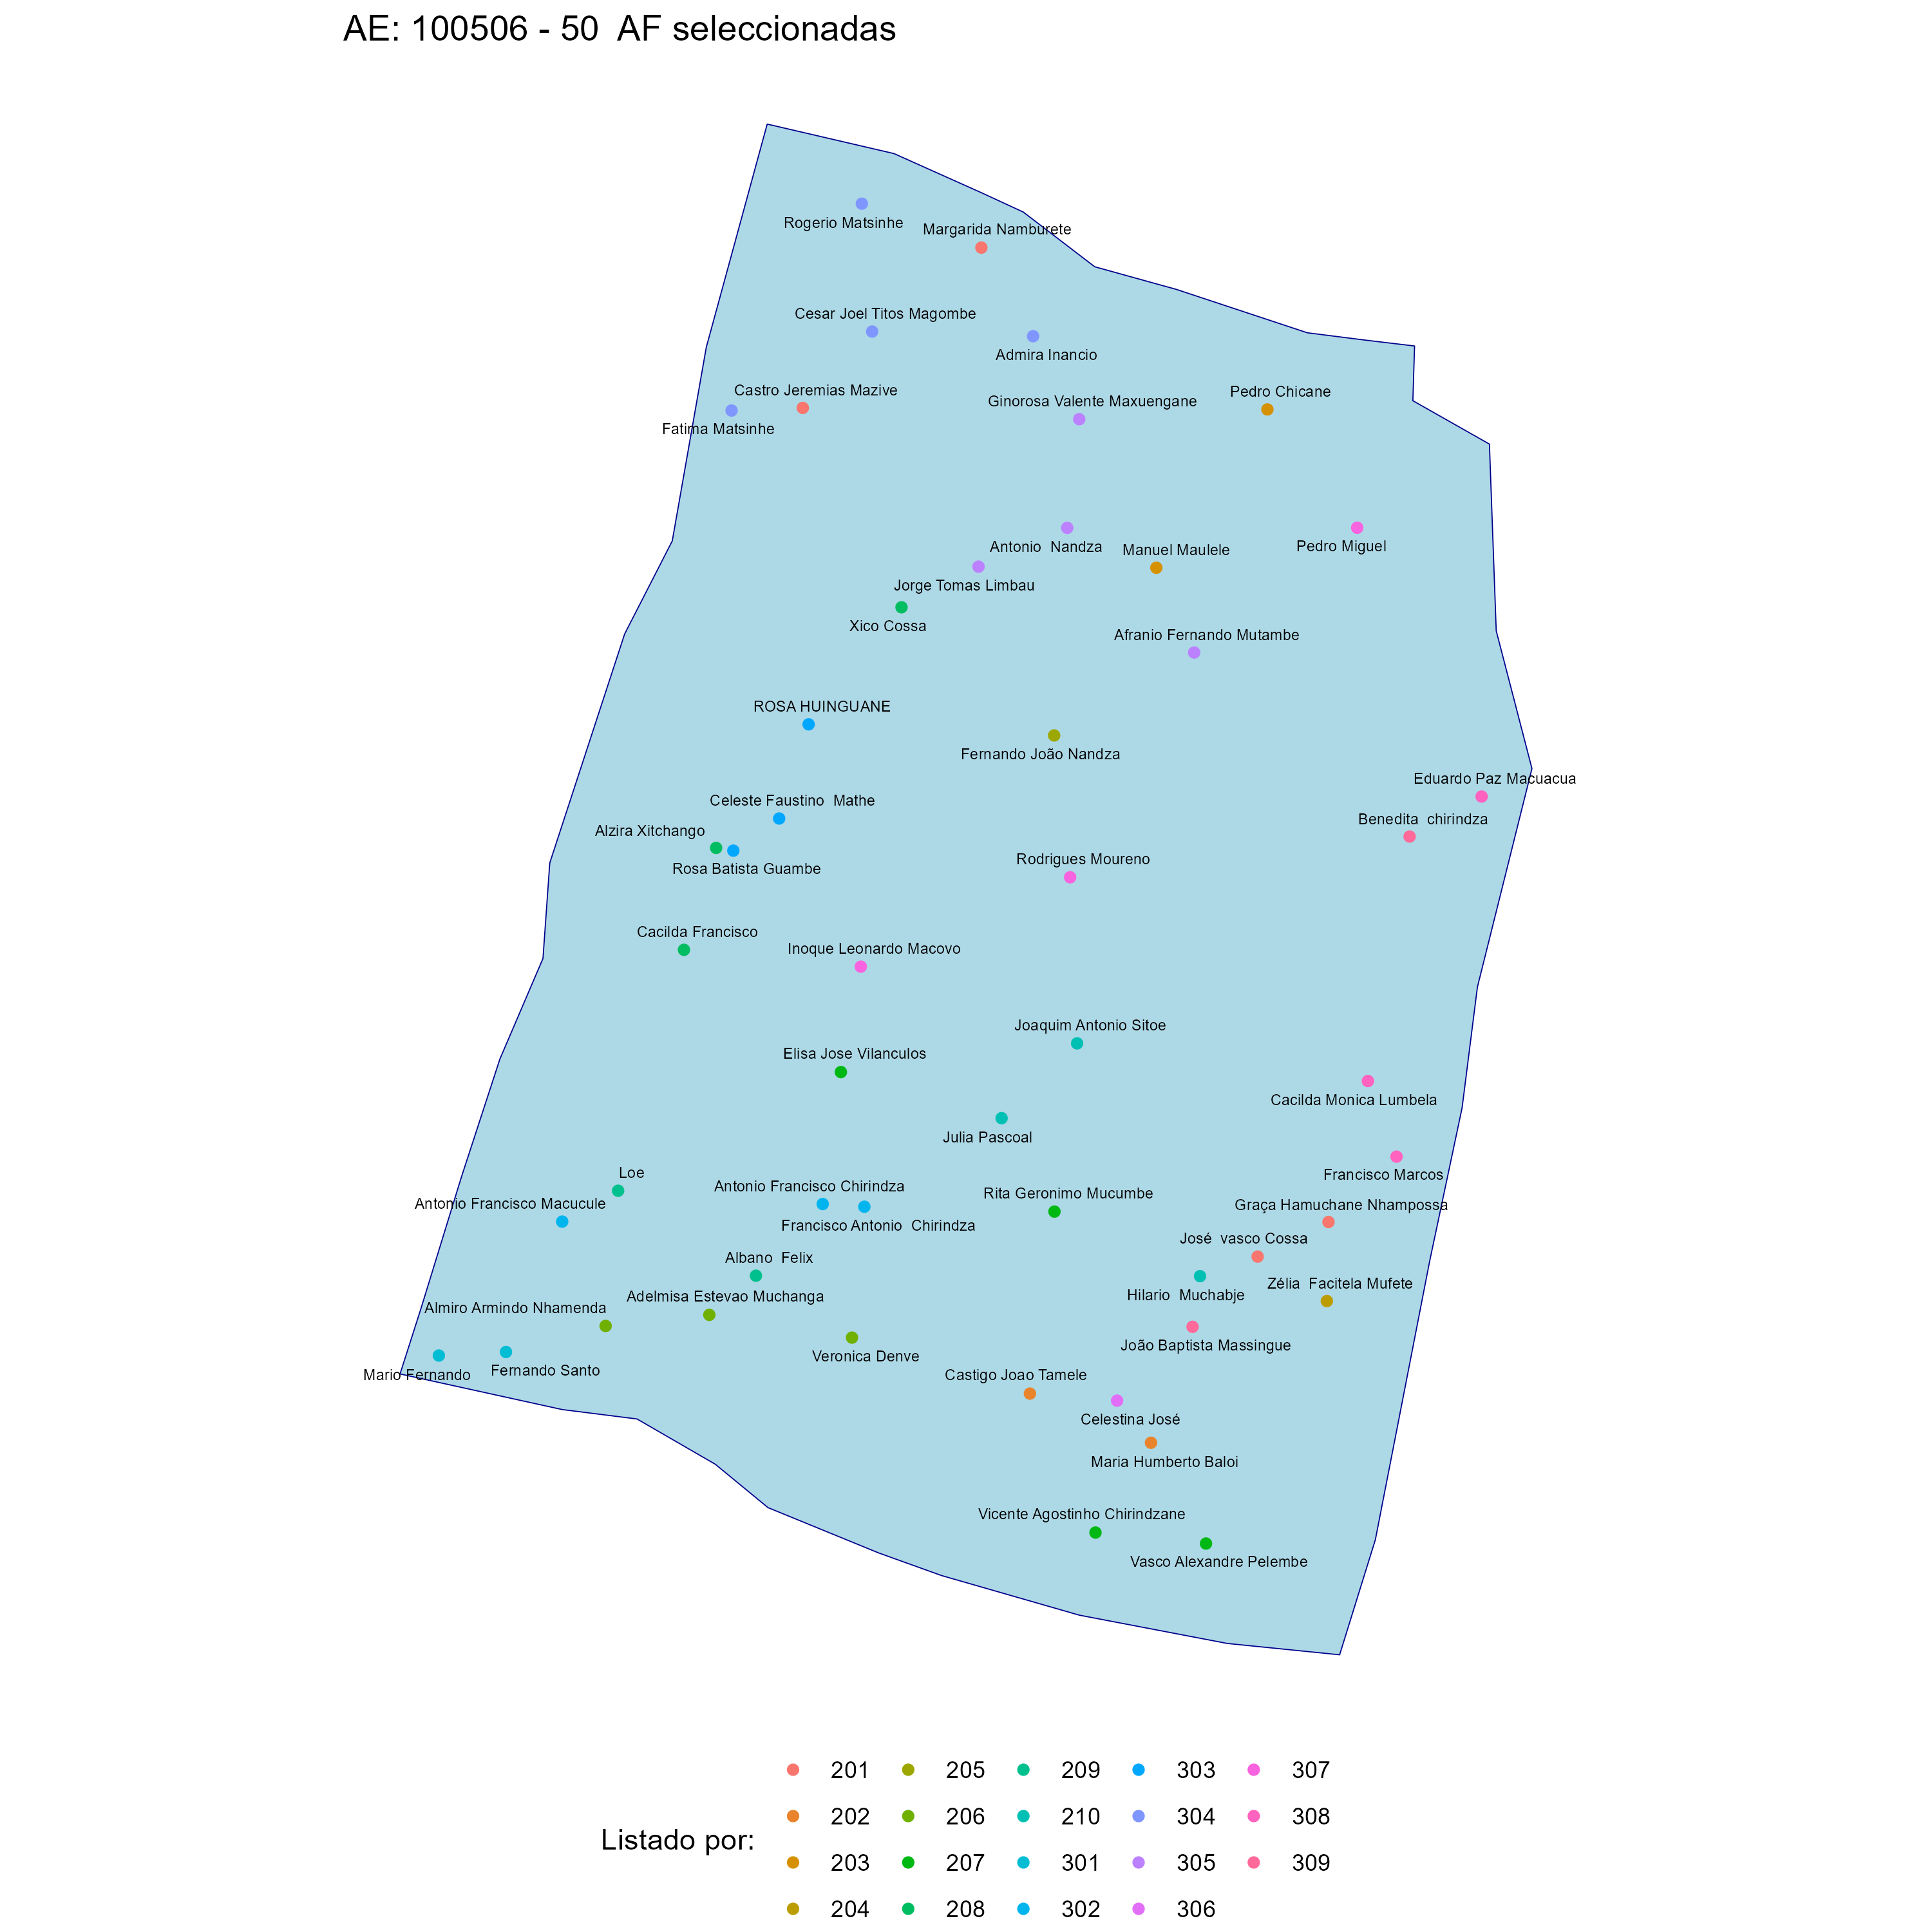 AE: 100506 - 50  AF seleccionadas
Rogerio Matsinhe
Margarida Namburete
Cesar Joel Titos Magombe
Admira Inancio
Castro Jeremias Mazive
Pedro Chicane
Ginorosa Valente Maxuengane
Fatima Matsinhe
Antonio  Nandza
Manuel Maulele
Pedro Miguel
Jorge Tomas Limbau
Xico Cossa
Afranio Fernando Mutambe
ROSA HUINGUANE
Fernando João Nandza
Eduardo Paz Macuacua
Celeste Faustino  Mathe
Benedita  chirindza
Alzira Xitchango
Rodrigues Moureno
Rosa Batista Guambe
Cacilda Francisco
Inoque Leonardo Macovo
Joaquim Antonio Sitoe
Elisa Jose Vilanculos
Cacilda Monica Lumbela
Julia Pascoal
Loe
Francisco Marcos
Antonio Francisco Chirindza
Rita Geronimo Mucumbe
Antonio Francisco Macucule
Graça Hamuchane Nhampossa
Francisco Antonio  Chirindza
José  vasco Cossa
Albano  Felix
Zélia  Facitela Mufete
Hilario  Muchabje
Adelmisa Estevao Muchanga
Almiro Armindo Nhamenda
João Baptista Massingue
Veronica Denve
Fernando Santo
Mario Fernando
Castigo Joao Tamele
Celestina José
Maria Humberto Baloi
Vicente Agostinho Chirindzane
Vasco Alexandre Pelembe
Listado por:
201 205 209 303 307
202 206 210 304 308
203 207 301 305 309
204 208 302 306